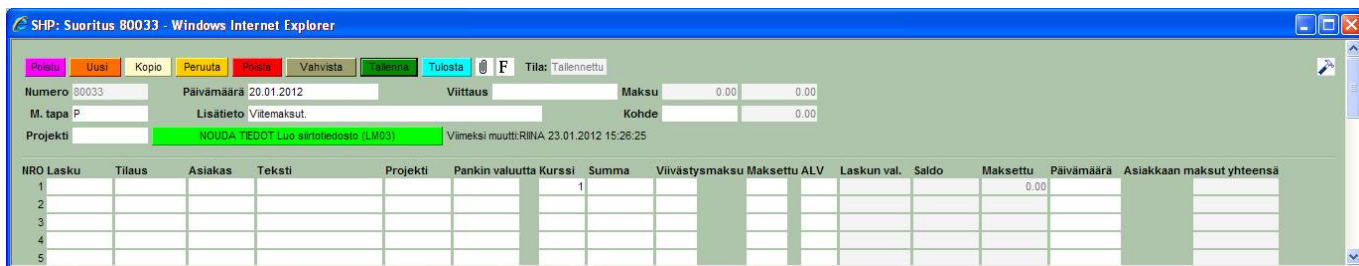 SHP: Suoritus 80033 - Windows Internet Explorer
Poistu Uusi Kopio Peruuta Poista Vahvista Tallenna Tulosta F Tila: Tallennettu
Numero 80033 Päivämäärä 20.01.2012 Viittaus Maksu 0.00 0.00
M. tapa P Lisätieto Viitemaksut. Kohde 0.00
Projekti NOUDA TIEDOT Luo siirtotiedosto (LM03) Viimeksi muutti:RIINA 23.01.2012 15:26:25
NRO Lasku Tilaus Asiakas Teksti Projekti Pankin valuutta Kurssi Summa Viivästysmaksu Maksettu ALV Laskun val. Saldo Maksettu Päivämäärä Asiakkaan maksut yhteensä
1 1 0.00
2
3
4
5